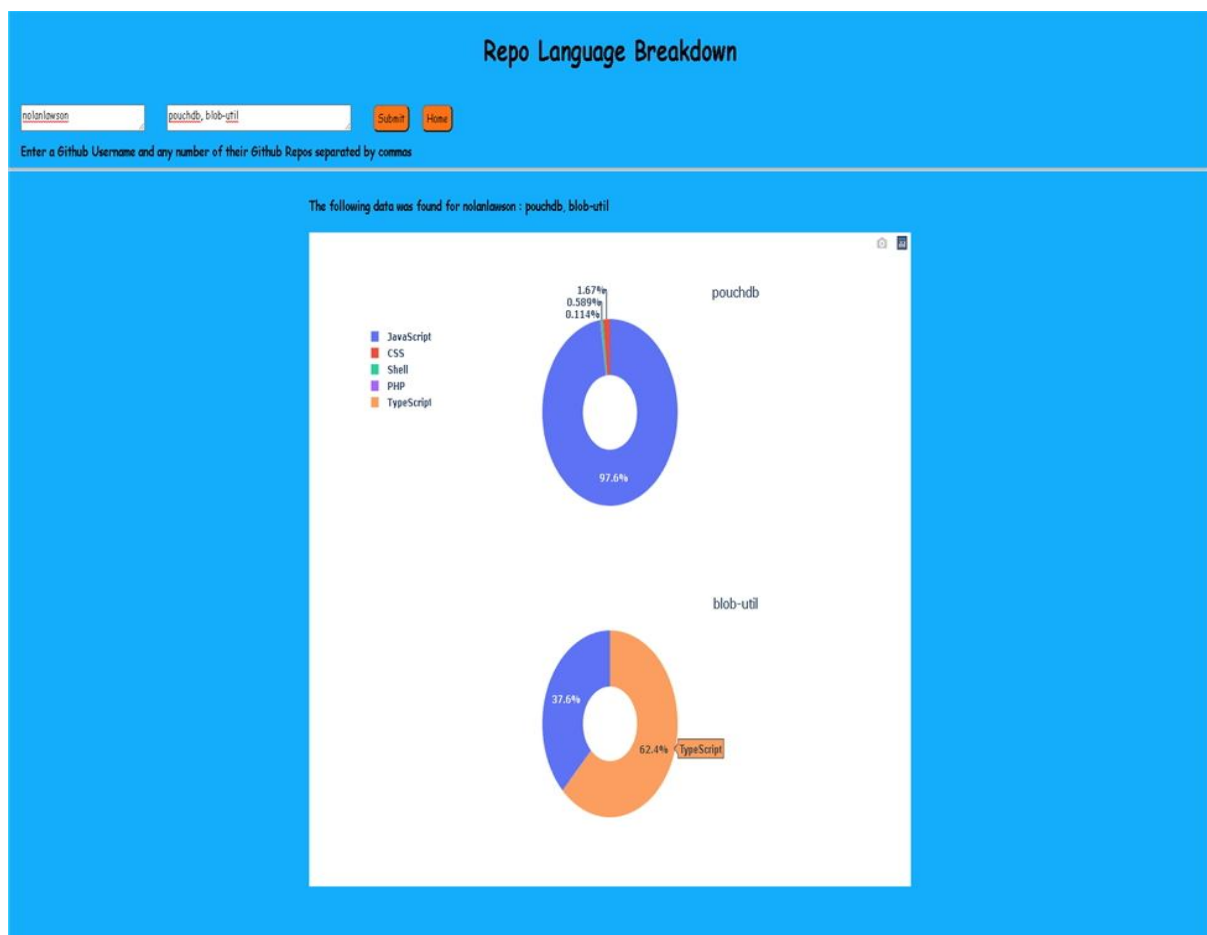 Repo Language Breakdown
nolanlawson
pouchdb, blob-util
Submit
Home
Enter a Github Username and any number of their Github Repos separated by commas
The following data was found for nolanlawson : pouchdb, blob-util
pouchdb
1.67%
0.589%
0.114%
JavaScript
CSS
Shell
PHP
TypeScript
97.6%
blob-util
37.6%
62.4%
TypeScript